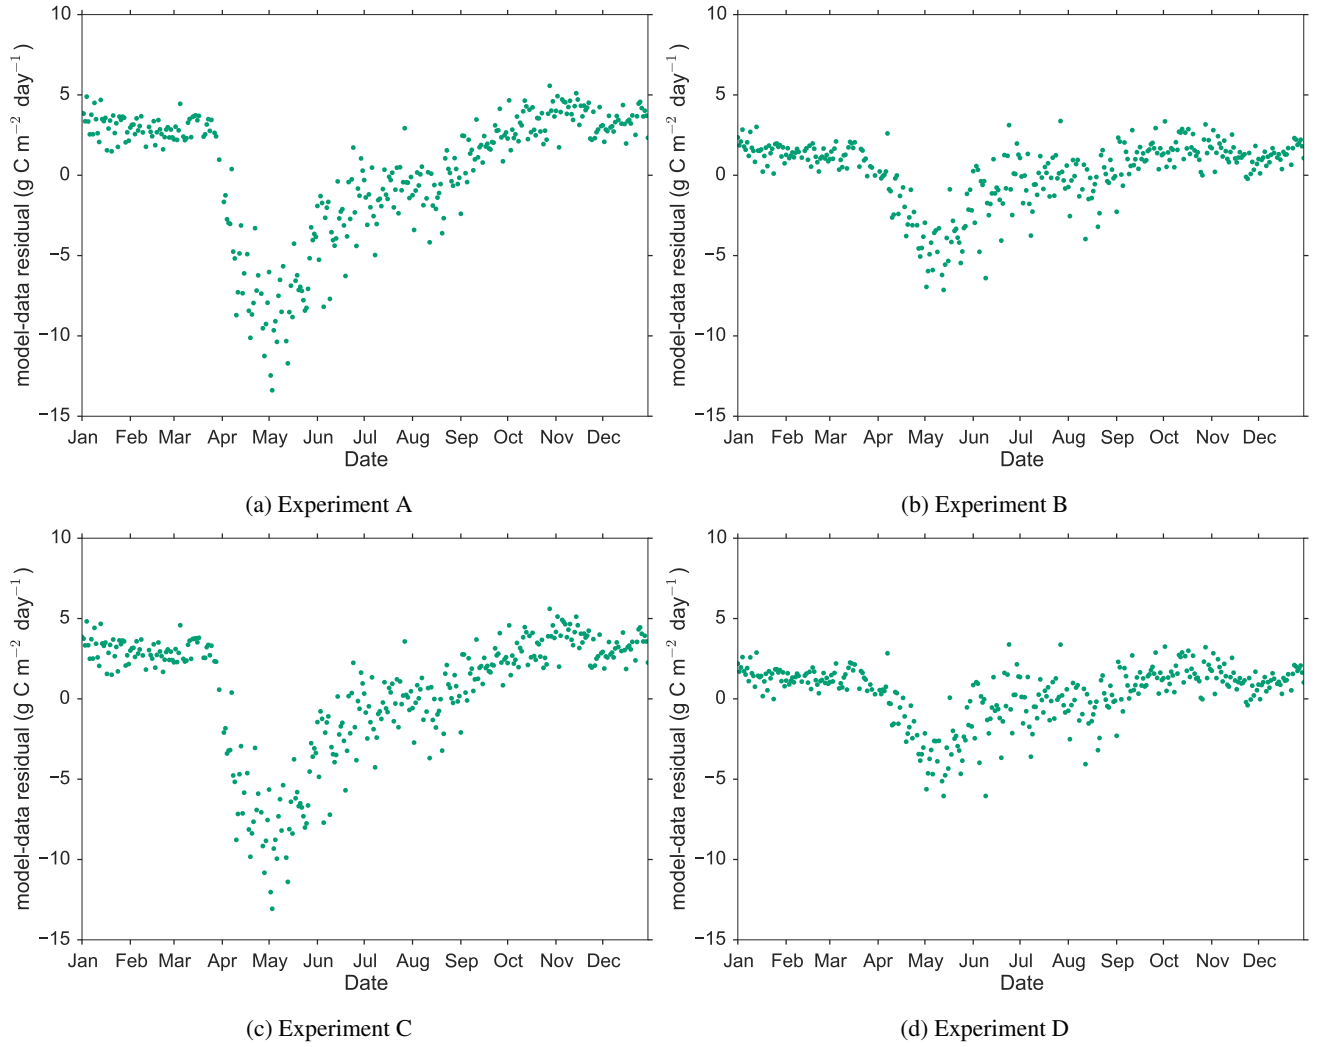 10
5
0
−5
−10
−15
model-data residual (g C m⁻² day⁻¹ )
Jan Feb Mar Apr May Jun Jul Aug Sep Oct Nov Dec
Date
(a) Experiment A
10
5
0
−5
−10
−15
model-data residual (g C m⁻² day⁻¹ )
Jan Feb Mar Apr May Jun Jul Aug Sep Oct Nov Dec
Date
(b) Experiment B
10
5
0
−5
−10
−15
model-data residual (g C m⁻² day⁻¹ )
Jan Feb Mar Apr May Jun Jul Aug Sep Oct Nov Dec
Date
(c) Experiment C
10
5
0
−5
−10
−15
model-data residual (g C m⁻² day⁻¹ )
Jan Feb Mar Apr May Jun Jul Aug Sep Oct Nov Dec
Date
(d) Experiment D